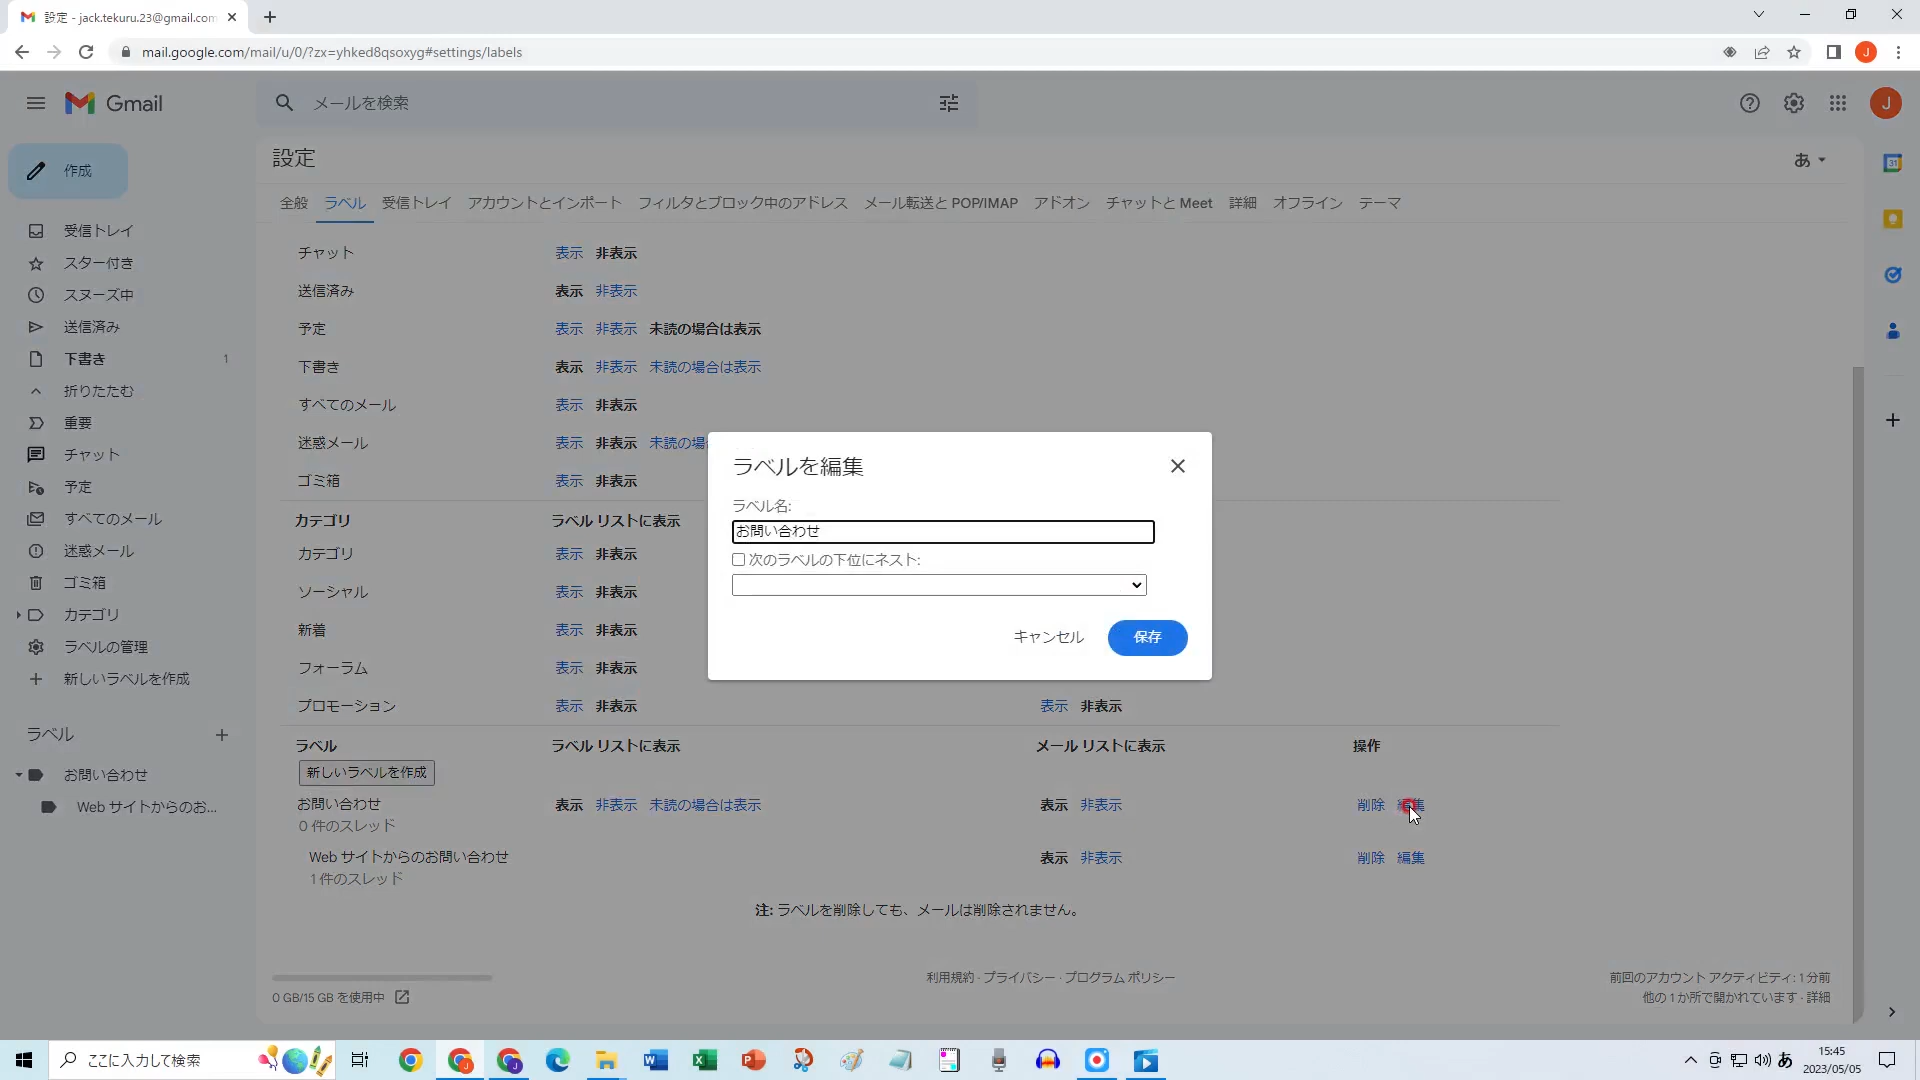 設定 - jack.tekuru.23@gmail.com
mail.google.com/mail/u/0/?zx=yhked8qsoxyg#settings/labels
J
Gmail
メールを検索
J
作成
設定
あ
全般 ラベル 受信トレイ アカウントとインポート フィルタとブロック中のアドレス メール転送と POP/IMAP アドオン チャットと Meet 詳細 オフライン テーマ
受信トレイ
スター付き
スヌーズ中
送信済み
下書き 1
折りたたむ
重要
チャット
予定
すべてのメール
迷惑メール
ゴミ箱
カテゴリ
ラベルの管理
新しいラベルを作成
ラベル
お問い合わせ
Web サイトからのお...
チャット 表示 非表示
送信済み 表示 非表示
予定 表示 非表示 未読の場合は表示
下書き 表示 非表示 未読の場合は表示
すべてのメール 表示 非表示
迷惑メール 表示 非表示 未読の場
ゴミ箱 表示 非表示
カテゴリ ラベル リストに表示
カテゴリ 表示 非表示
ソーシャル 表示 非表示
新着 表示 非表示
フォーラム 表示 非表示
プロモーション 表示 非表示 表示 非表示
ラベルを編集
ラベル名:
お問い合わせ
次のラベルの下位にネスト:
キャンセル 保存
ラベル ラベル リストに表示 メール リストに表示 操作
新しいラベルを作成
お問い合わせ 表示 非表示 未読の場合は表示 表示 非表示 削除 編集
0 件のスレッド
Web サイトからのお問い合わせ 表示 非表示 削除 編集
1 件のスレッド
注: ラベルを削除しても、メールは削除されません。
利用規約 · プライバシー · プログラム ポリシー
前回のアカウント アクティビティ: 1 分前
0 GB/15 GB を使用中
他の 1 か所で開かれています · 詳細
31
ここに入力して検索
あ
15:45
2023/05/05